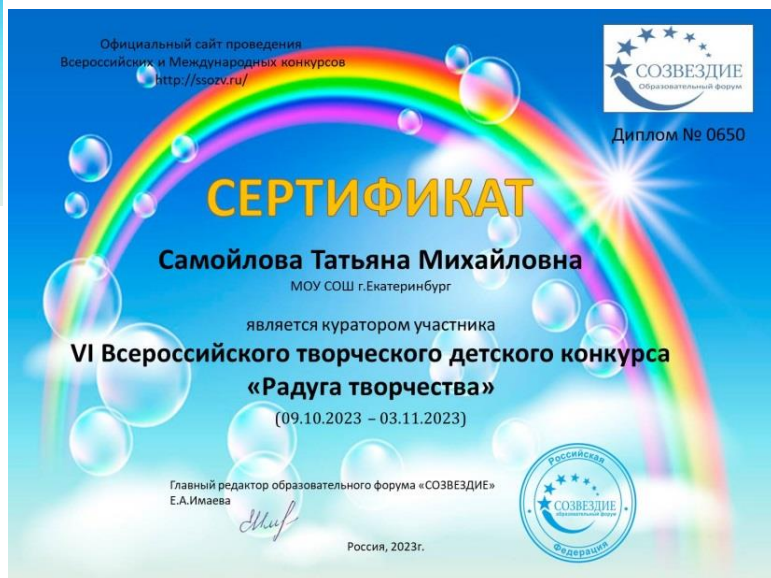 Официальный сайт проведения
Всероссийских и Международных конкурсов
http://ssozv.ru/
СОЗВЕЗДИЕ
Образовательный форум
Диплом № 0650
СЕРТИФИКАТ
Самойлова Татьяна Михайловна
МОУ СОШ г.Екатеринбург
является куратором участника
VI Всероссийского творческого детского конкурса
«Радуга творчества»
(09.10.2023 – 03.11.2023)
Главный редактор образовательного форума «СОЗВЕЗДИЕ»
Е.А.Имаева
Россия, 2023г.
Российская
СОЗВЕЗДИЕ
образовательный форум
Федерация